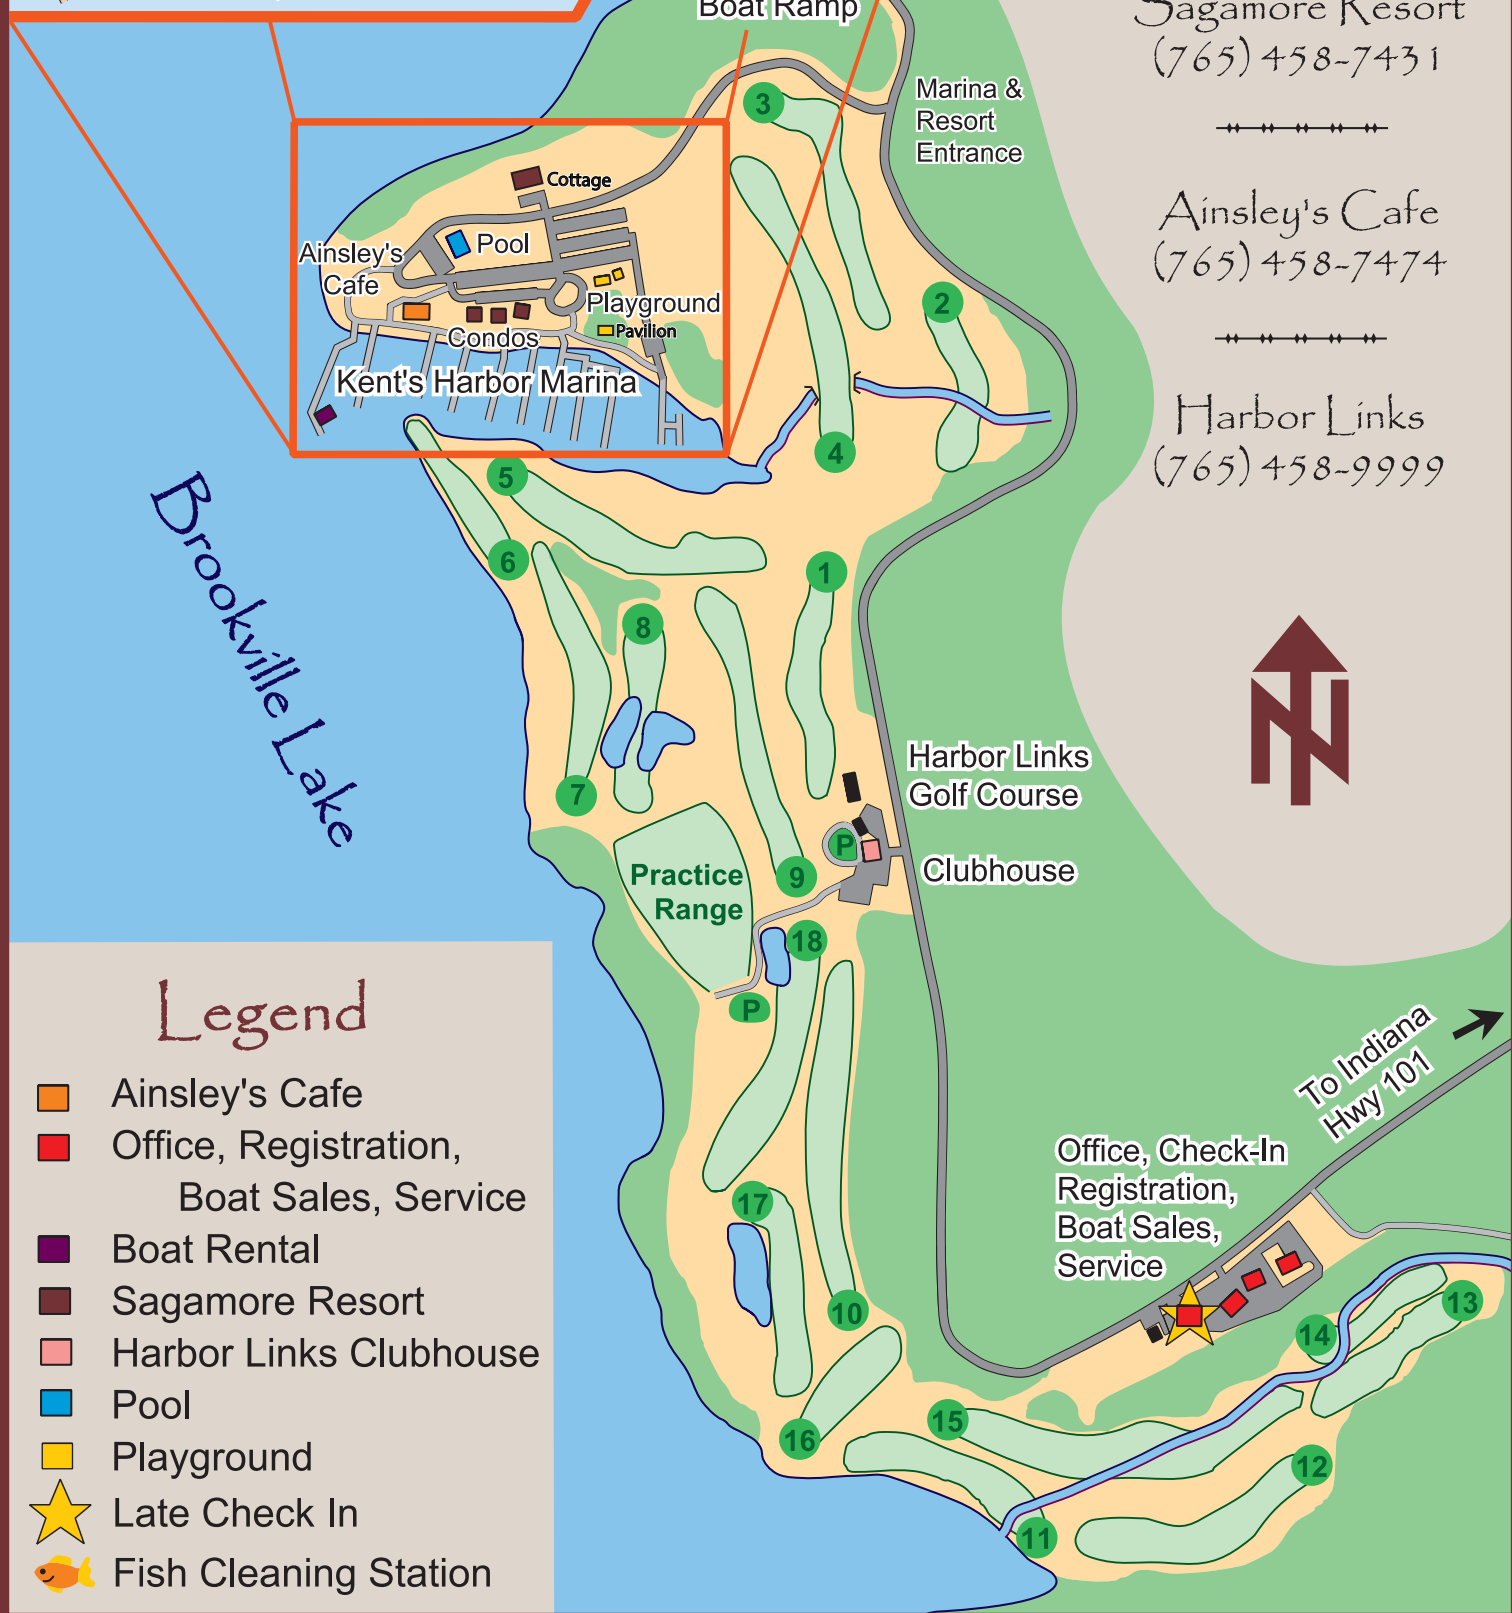 Boat Ramp
Sagamore Resort
(765) 458-7431
Ainsley's Cafe
(765) 458-7474
Harbor Links
(765) 458-9999
Marina &
Resort
Entrance
3
Cottage
Pool
Ainsley's
Cafe
Playground
Pavilion
Condos
Kent's Harbor Marina
2
4
5
6
1
8
7
Brookville Lake
N
Harbor Links
Golf Course
P
Clubhouse
Practice
Range
9
18
P
17
10
16
15
11
12
13
14
To Indiana
Hwy 101
Office, Check-In
Registration,
Boat Sales,
Service
Legend
Ainsley's Cafe
Office, Registration,
Boat Sales, Service
Boat Rental
Sagamore Resort
Harbor Links Clubhouse
Pool
Playground
Late Check In
Fish Cleaning Station